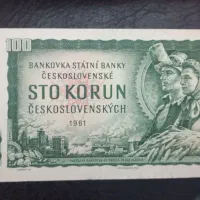 100
BANKOVKA STÁTNÍ BANKY
ČESKOSLOVENSKÉ
STO KORUN
ČESKOSLOVENSKÝCH
1961